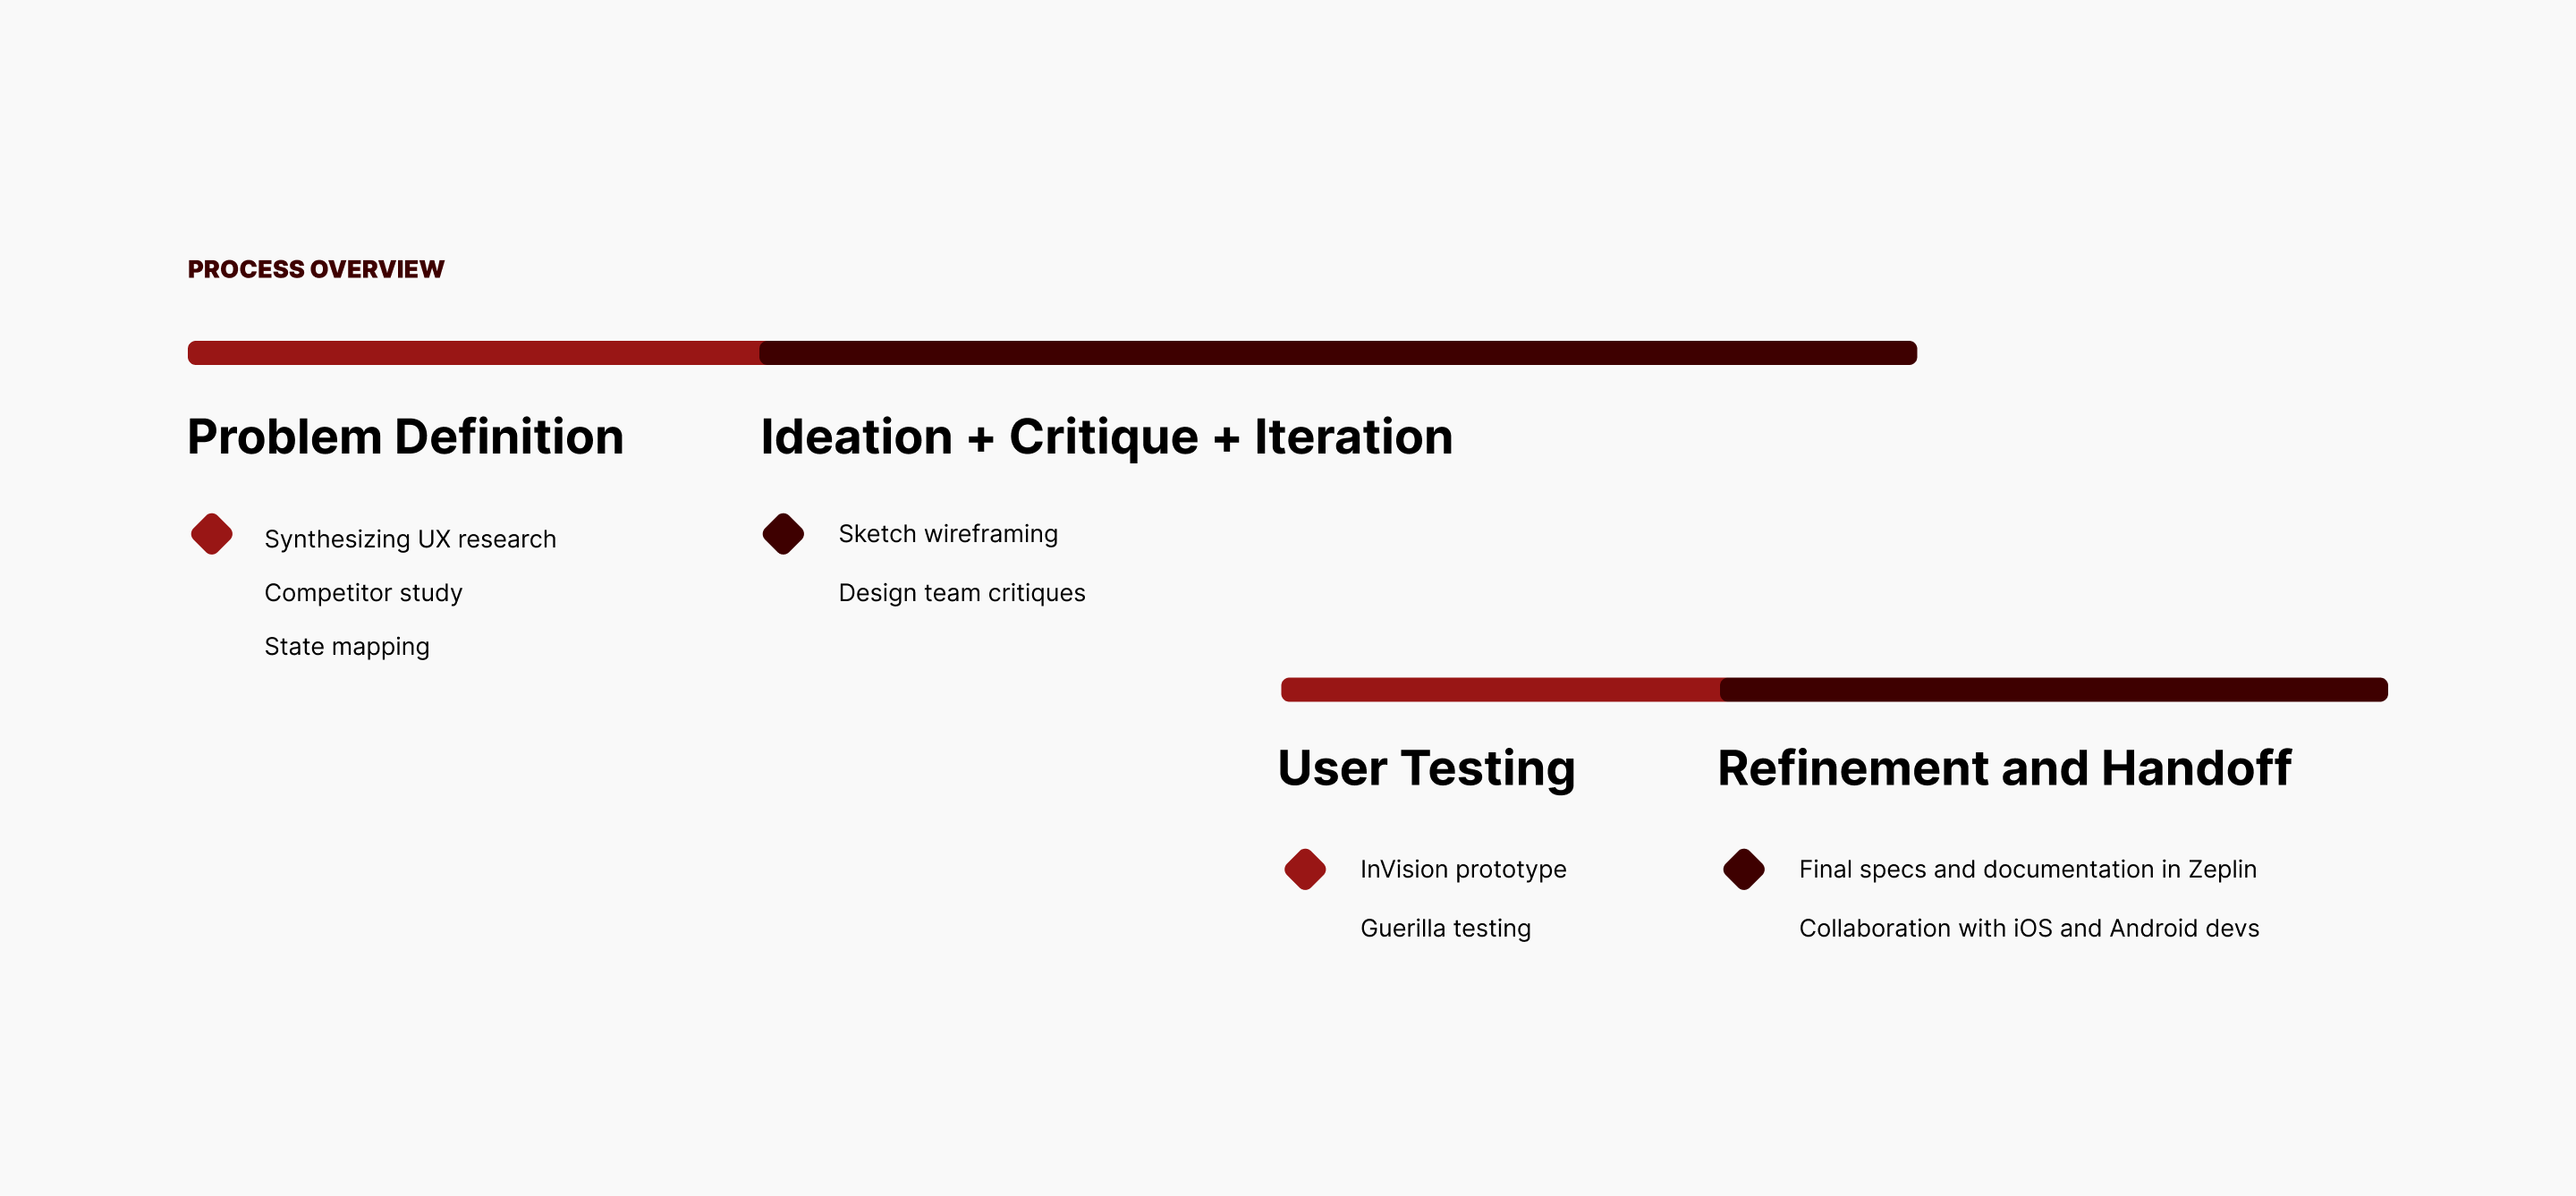 PROCESS OVERVIEW
Problem Definition
Synthesizing UX research
Competitor study
State mapping
Ideation + Critique + Iteration
Sketch wireframing
Design team critiques
User Testing
InVision prototype
Guerilla testing
Refinement and Handoff
Final specs and documentation in Zeplin
Collaboration with iOS and Android devs